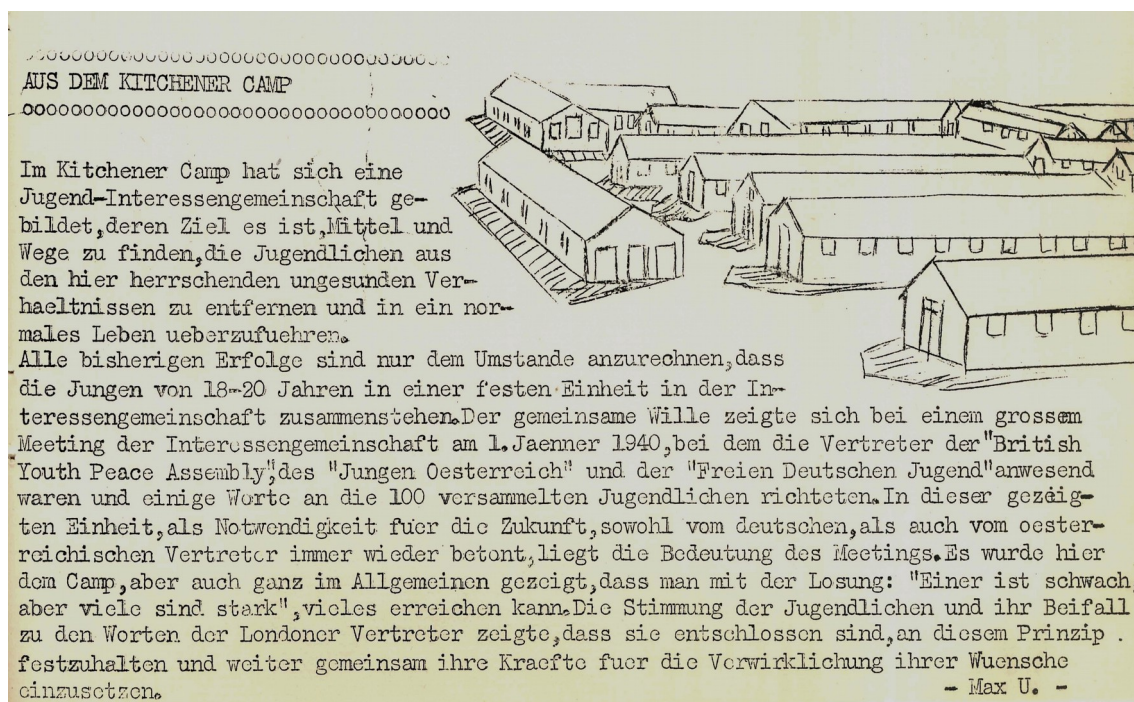 ooooooooooooooooooooooooooooooooooooooo
AUS DEM KITCHENER CAMP
ooooooooooooooooooooooooooooooooooooooo
Im Kitchener Camp hat sich eine
Jugend-Interessengemeinschaft ge-
bildet,deren Ziel es ist,Mittel und
Wege zu finden,die Jugendlichen aus
den hier herrschenden ungesunden Ver-
haeltnissen zu entfernen und in ein nor-
males Leben ueberzufuehren.
Alle bisherigen Erfolge sind nur dem Umstande anzurechnen,dass
die Jungen von 18-20 Jahren in einer festen Einheit in der In-
teressengemeinschaft zusammenstehen.Der gemeinsame Wille zeigte sich bei einem grossem
Meeting der Interessengemeinschaft am 1.Jaenner 1940,bei dem die Vertreter der"British
Youth Peace Assembly",des "Jungen Oesterreich" und der "Freien Deutschen Jugend"anwesend
waren und einige Worte an die 100 versammelten Jugendlichen richteten.In dieser gezeig-
ten Einheit,als Notwendigkeit fuer die Zukunft,sowohl vom deutschen,als auch vom oester-
reichischen Vertreter immer wieder betont,liegt die Bedeutung des Meetings.Es wurde hier
dem Camp,aber auch ganz im Allgemeinen gezeigt,dass man mit der Losung: "Einer ist schwach
aber viele sind stark",vieles erreichen kann.Die Stimmung der Jugendlichen und ihr Beifall
zu den Worten der Londoner Vertreter zeigte,dass sie entschlossen sind,an diesem Prinzip .
festzuhalten und weiter gemeinsam ihre Kraefte fuer die Verwirklichung ihrer Wuensche
einzusetzen.
- Max U. -